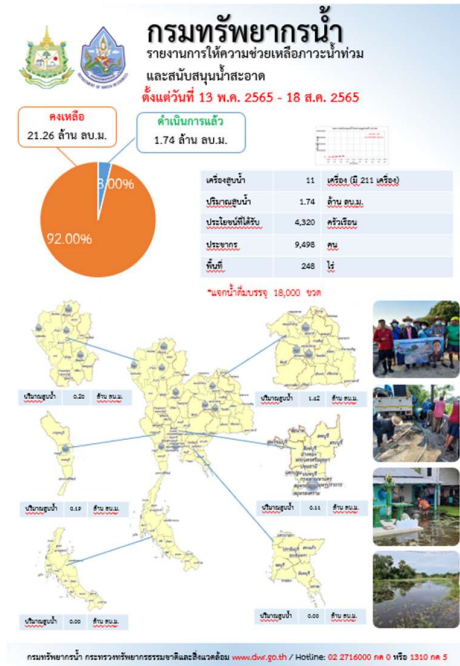 กรมทรัพยากรน้ำ
รายงานการให้ความช่วยเหลือภาวะน้ำท่วม
และสนับสนุนน้ำสะอาด
ตั้งแต่วันที่ 13 พ.ค. 2565 - 18 ส.ค. 2565
คงเหลือ
21.26 ล้าน ลบ.ม.
ดำเนินการแล้ว
1.74 ล้าน ลบ.ม.
8.00%
92.00%
เครื่องสูบน้ำ 11 เครื่อง (มี 211 เครื่อง)
ปริมาณสูบน้ำ 1.74 ล้าน ลบ.ม.
ประโยชน์ที่ได้รับ 4,320 ครัวเรือน
ประชากร 9,498 คน
พื้นที่ 248 ไร่
*แจกน้ำดื่มบรรจุ 18,000 ขวด
ปริมาณสูบน้ำ 0.20 ล้าน ลบ.ม.
ปริมาณสูบน้ำ ล้าน ลบ.ม.
ปริมาณสูบน้ำ 0.19 ล้าน ลบ.ม.
ปริมาณสูบน้ำ 0.11 ล้าน ลบ.ม.
ปริมาณสูบน้ำ 0.00 ล้าน ลบ.ม.
ปริมาณสูบน้ำ 0.00 ล้าน ลบ.ม.
กรมทรัพยากรน้ำ กระทรวงทรัพยากรธรรมชาติและสิ่งแวดล้อม www.dwr.go.th / Hotline: 02 2716000 กด 0 หรือ 1310 กด 5